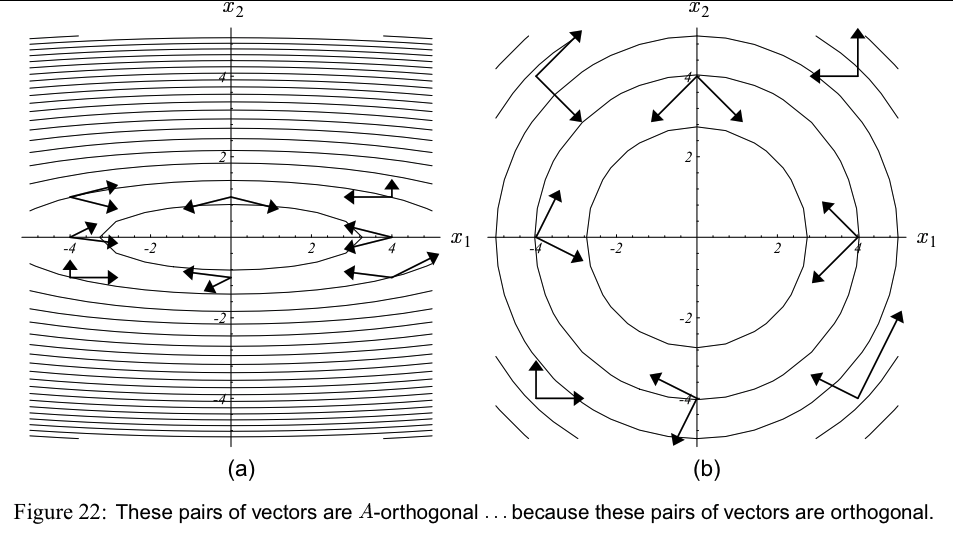 x₂
x₂
4
4
2
2
x₁
-4
-2
2
4
x₁
-4
-2
2
4
-2
-2
-4
-4
(a)
(b)
Figure 22: These pairs of vectors are A-orthogonal ... because these pairs of vectors are orthogonal.